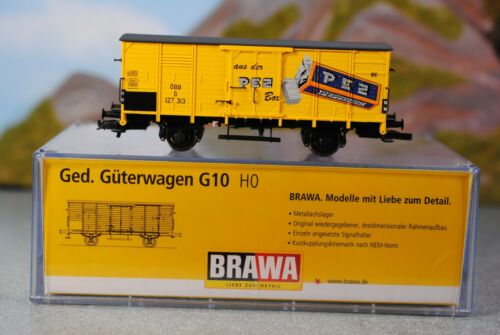 aus der
PEZ
Box
PEZ
PFEFFERMINZ
ÖBB
G
127 313
Ged. Güterwagen G10 H0
BRAWA. Modelle mit Liebe zum Detail.
• Metallachslager
• Original wiedergegebener, dreidimensionaler Rahmenaufbau
• Einzeln angesetzte Signalhalter
• Kurzkupplungskinematik nach NEM-Norm
BRAWA
LIEBE ZUM DETAIL
www.brawa.de